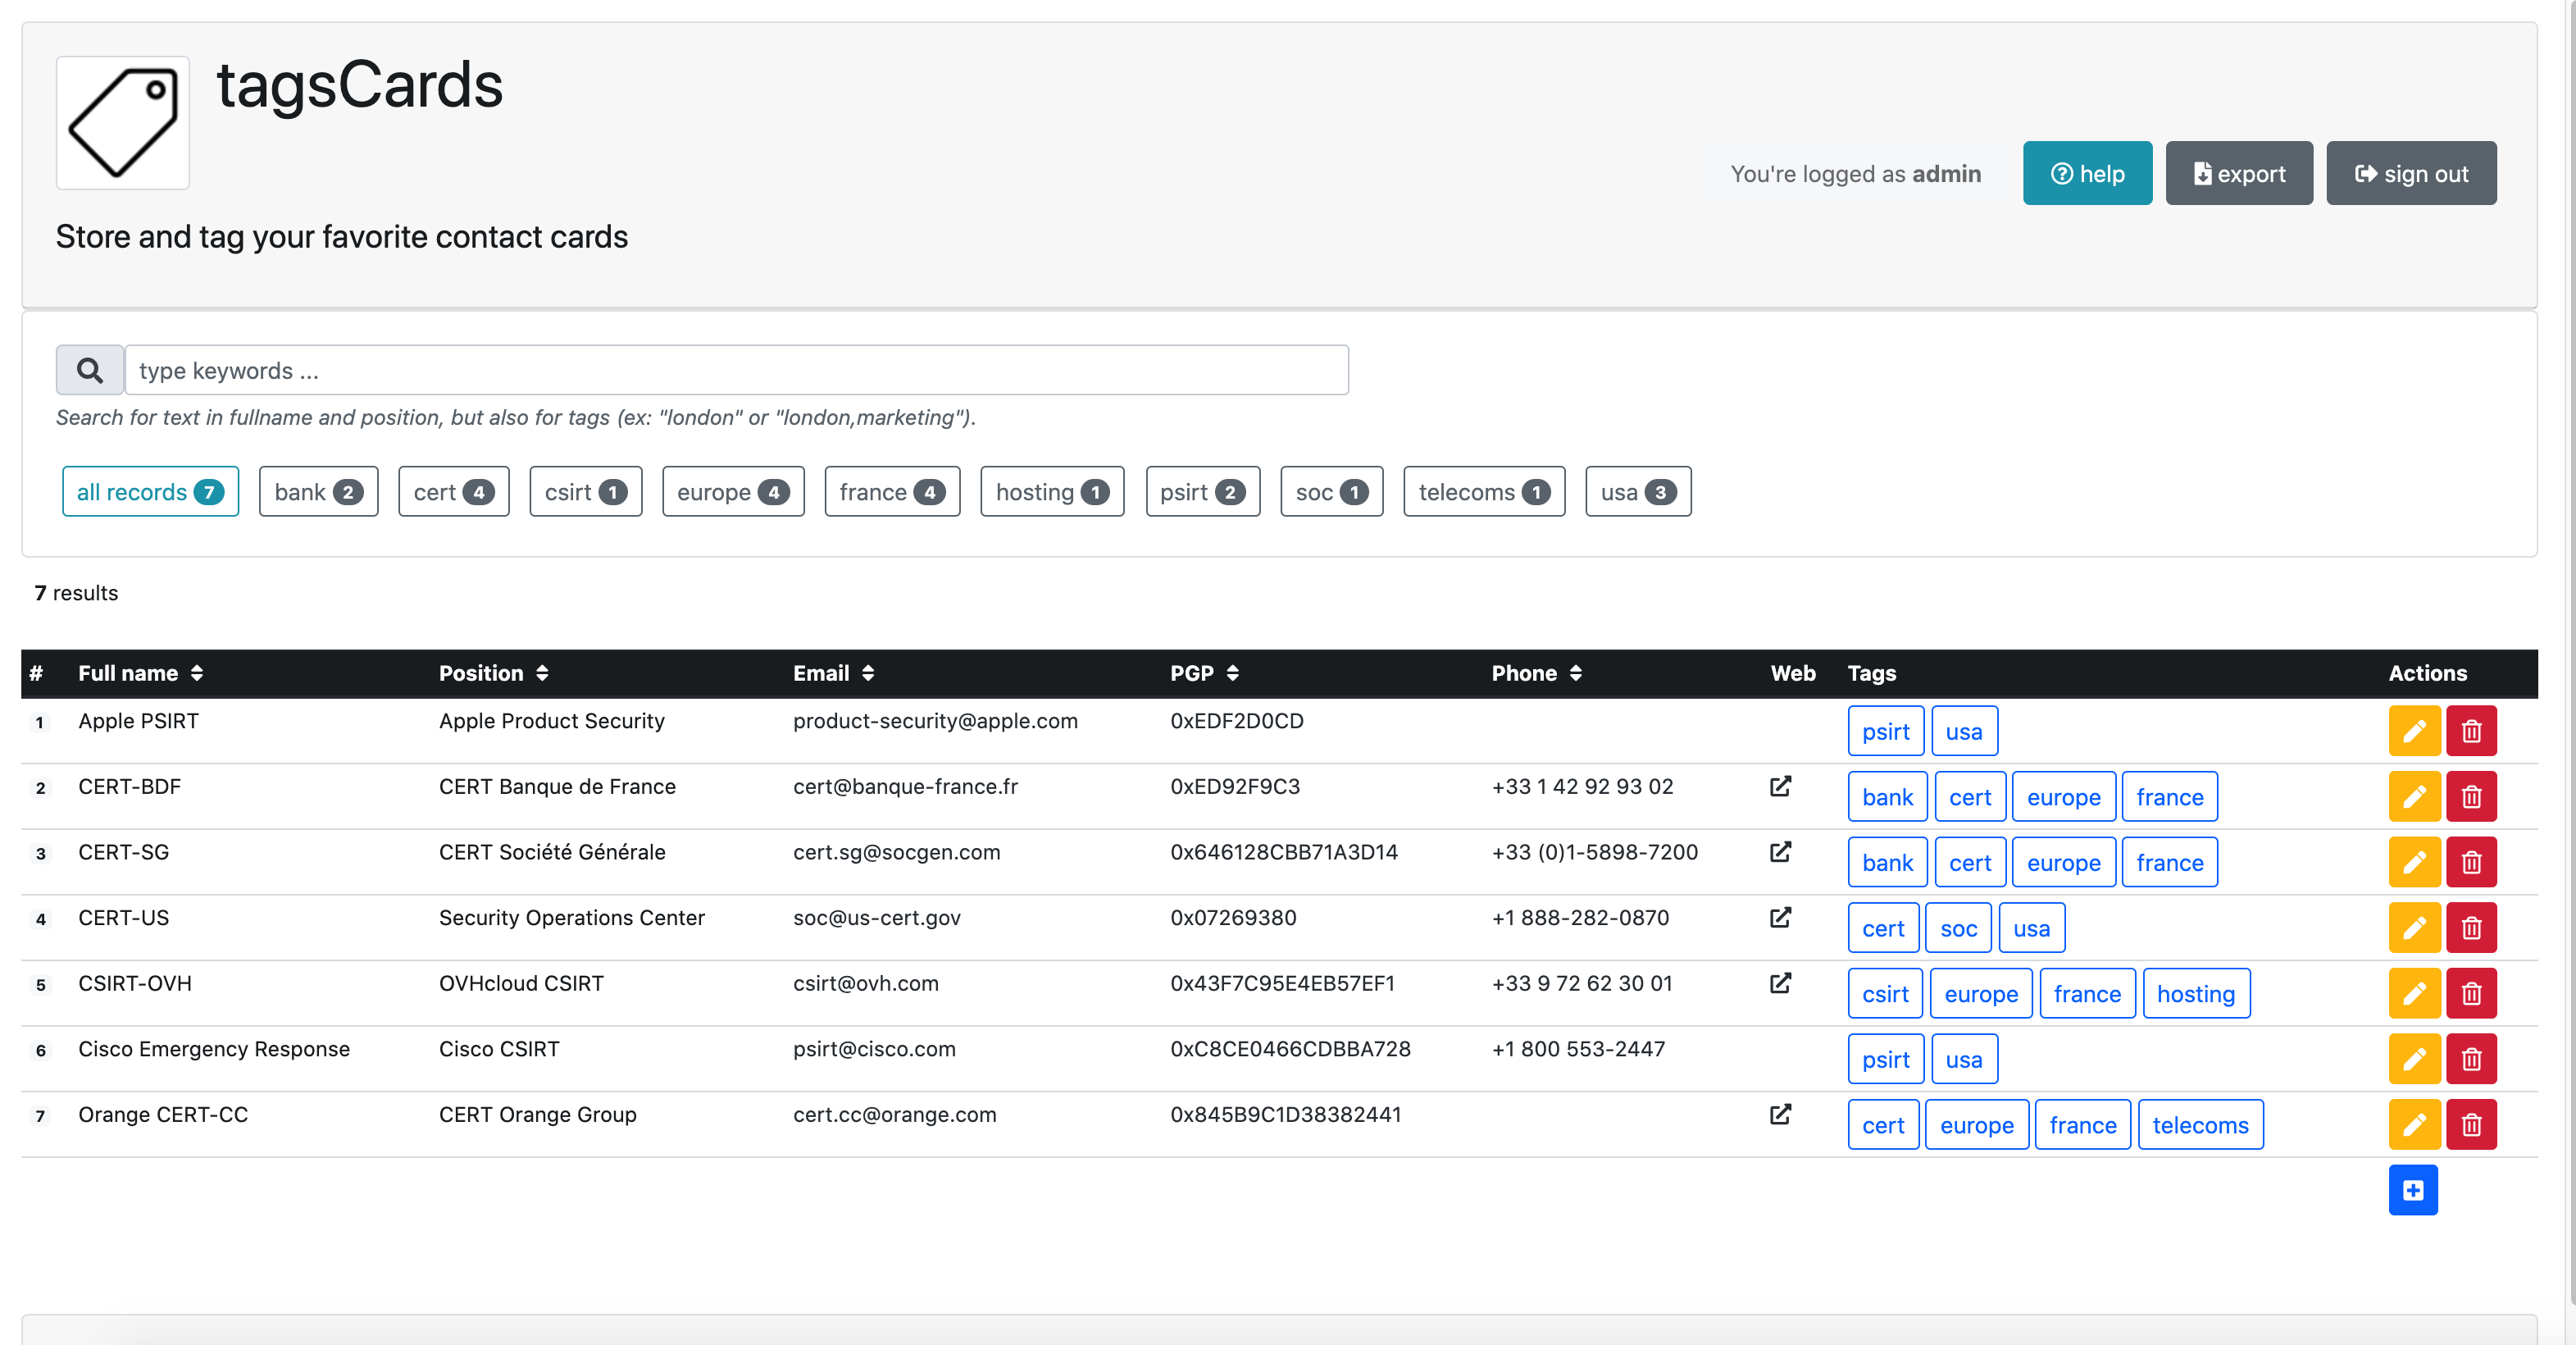 tagsCards
You're logged as admin help export sign out
Store and tag your favorite contact cards
type keywords ...
Search for text in fullname and position, but also for tags (ex: "london" or "london,marketing").
all records 7 bank 2 cert 4 csirt 1 europe 4 france 4 hosting 1 psirt 2 soc 1 telecoms 1 usa 3
7 results
# Full name Position Email PGP Phone Web Tags Actions
1 Apple PSIRT Apple Product Security product-security@apple.com 0xEDF2D0CD psirt usa
2 CERT-BDF CERT Banque de France cert@banque-france.fr 0xED92F9C3 +33 1 42 92 93 02 bank cert europe france
3 CERT-SG CERT Société Générale cert.sg@socgen.com 0x646128CBB71A3D14 +33 (0)1-5898-7200 bank cert europe france
4 CERT-US Security Operations Center soc@us-cert.gov 0x07269380 +1 888-282-0870 cert soc usa
5 CSIRT-OVH OVHcloud CSIRT csirt@ovh.com 0x43F7C95E4EB57EF1 +33 9 72 62 30 01 csirt europe france hosting
6 Cisco Emergency Response Cisco CSIRT psirt@cisco.com 0xC8CE0466CDBBA728 +1 800 553-2447 psirt usa
7 Orange CERT-CC CERT Orange Group cert.cc@orange.com 0x845B9C1D38382441 cert europe france telecoms